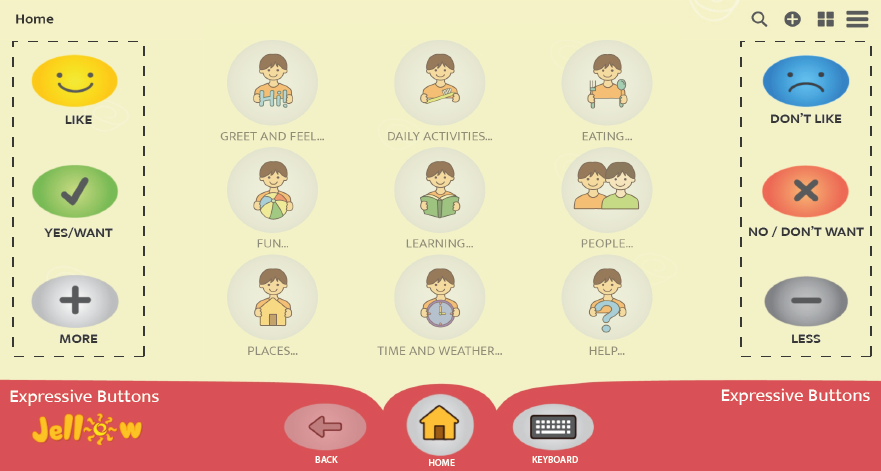 Home
LIKE
YES/WANT
MORE
Hi!
GREET AND FEEL...
DAILY ACTIVITIES...
EATING...
FUN...
LEARNING...
PEOPLE...
PLACES...
TIME AND WEATHER...
HELP...
DON'T LIKE
NO / DON'T WANT
LESS
Expressive Buttons
Expressive Buttons
Jellow
BACK
HOME
KEYBOARD